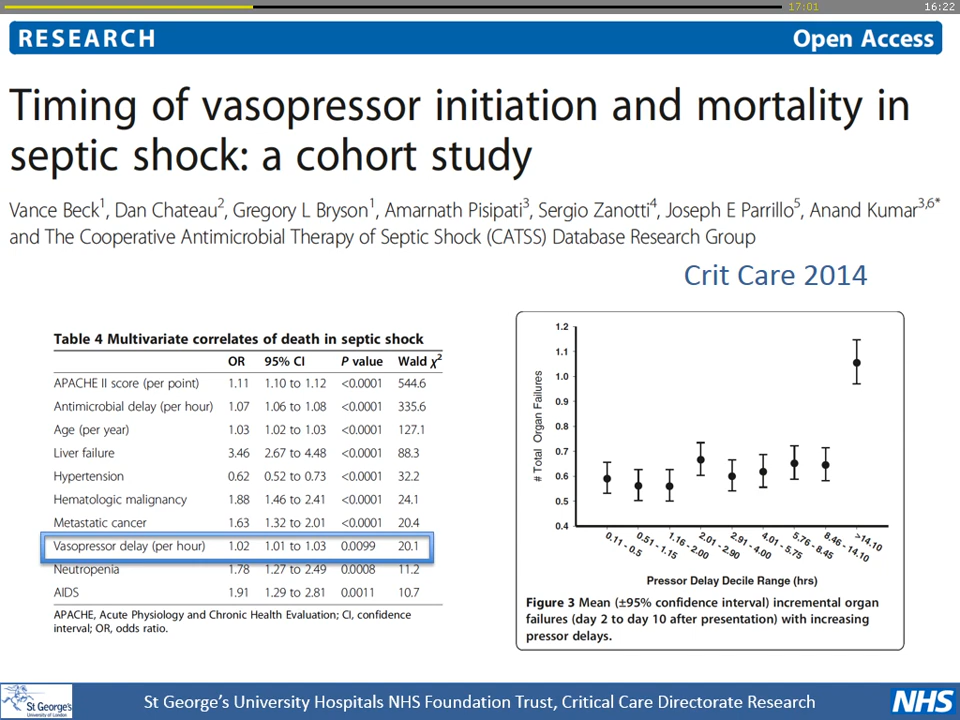 17:01 16:22
RESEARCH Open Access
Timing of vasopressor initiation and mortality in
septic shock: a cohort study
Vance Beck1, Dan Chateau2, Gregory L Bryson1, Amarnath Pisipati3, Sergio Zanotti4, Joseph E Parrillo5, Anand Kumar3,6*
and The Cooperative Antimicrobial Therapy of Septic Shock (CATSS) Database Research Group
Crit Care 2014
Table 4 Multivariate correlates of death in septic shock
OR 95% CI P value Wald χ2
APACHE II score (per point) 1.11 1.10 to 1.12 <0.0001 544.6
Antimicrobial delay (per hour) 1.07 1.06 to 1.08 <0.0001 335.6
Age (per year) 1.03 1.02 to 1.03 <0.0001 127.1
Liver failure 3.46 2.67 to 4.48 <0.0001 88.3
Hypertension 0.62 0.52 to 0.73 <0.0001 32.2
Hematologic malignancy 1.88 1.46 to 2.41 <0.0001 24.1
Metastatic cancer 1.63 1.32 to 2.01 <0.0001 20.4
Vasopressor delay (per hour) 1.02 1.01 to 1.03 0.0099 20.1
Neutropenia 1.78 1.27 to 2.49 0.0008 11.2
AIDS 1.91 1.29 to 2.81 0.0011 10.7
APACHE, Acute Physiology and Chronic Health Evaluation; CI, confidence
interval; OR, odds ratio.
# Total Organ Failures
1.2
1.1
1.0
0.9
0.8
0.7
0.6
0.5
0.4
0.11 - 0.5
0.51 - 1.15
1.16 - 2.00
2.01 - 2.90
2.91 - 4.00
4.01 - 5.75
5.76 - 8.45
8.46 - 14.10
>14.10
Pressor Delay Decile Range (hrs)
Figure 3 Mean (±95% confidence interval) incremental organ
failures (day 2 to day 10 after presentation) with increasing
pressor delays.
St George's
University of London
St George's University Hospitals NHS Foundation Trust, Critical Care Directorate Research
NHS